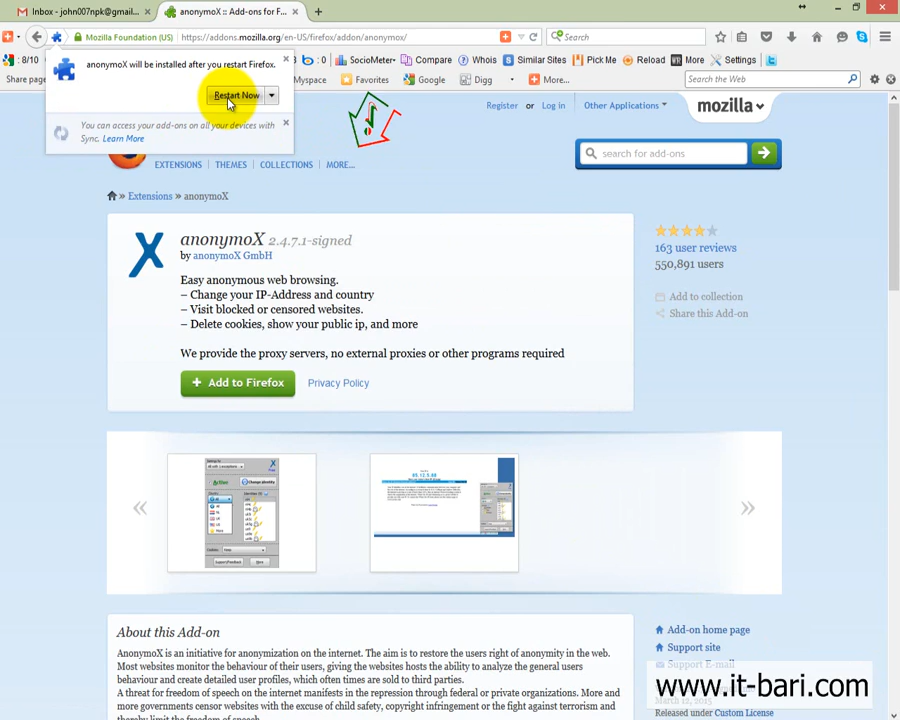 Inbox - john007npk@gmail... ×
anonymoX :: Add-ons for F... × +
Mozilla Foundation (US) https://addons.mozilla.org/en-US/firefox/addon/anonymox/
Search
8/10
: 0 SocioMeter Compare Whois Similar Sites Pick Me Reload More Settings
Share page
Myspace Favorites Google Digg More...
Search the Web
anonymoX will be installed after you restart Firefox.
Restart Now
You can access your add-ons on all your devices with
Sync. Learn More
Register or Log in Other Applications mozilla
EXTENSIONS THEMES COLLECTIONS MORE...
search for add-ons
» Extensions » anonymoX
anonymoX 2.4.7.1-signed
by anonymoX GmbH
Easy anonymous web browsing.
– Change your IP-Address and country
– Visit blocked or censored websites.
– Delete cookies, show your public ip, and more
We provide the proxy servers, no external proxies or other programs required
+ Add to Firefox Privacy Policy
163 user reviews
550,891 users
Add to collection
Share this Add-on
« »
Change identity
About this Add-on
AnonymoX is an initiative for anonymization on the internet. The aim is to restore the users right of anonymity in the web.
Most websites monitor the behaviour of their users, giving the websites hosts the ability to analyze the general users
behaviour and create detailed user profiles, which often times are sold to third parties.
A threat for freedom of speech on the internet manifests in the repression through federal or private organizations. More and
more governments censor websites with the excuse of child safety, copyright infringement or the fight against terrorism and
thereby limit the freedom of speech.
Add-on home page
Support site
Support E-mail
www.it-bari.com
March 12, 2015
Released under Custom License